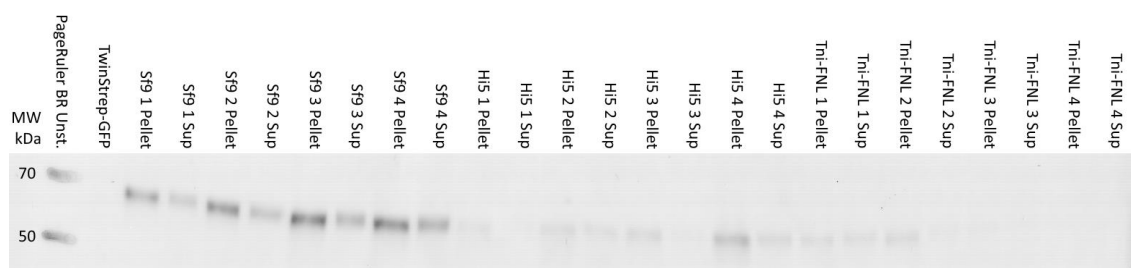 MW
kDa
PageRuler BR Unst.
TwinStrep-GFP
Sf9 1 Pellet
Sf9 1 Sup
Sf9 2 Pellet
Sf9 2 Sup
Sf9 3 Pellet
Sf9 3 Sup
Sf9 4 Pellet
Sf9 4 Sup
Hi5 1 Pellet
Hi5 1 Sup
Hi5 2 Pellet
Hi5 2 Sup
Hi5 3 Pellet
Hi5 3 Sup
Hi5 4 Pellet
Hi5 4 Sup
Tni-FNL 1 Pellet
Tni-FNL 1 Sup
Tni-FNL 2 Pellet
Tni-FNL 2 Sup
Tni-FNL 3 Pellet
Tni-FNL 3 Sup
Tni-FNL 4 Pellet
Tni-FNL 4 Sup
70
50